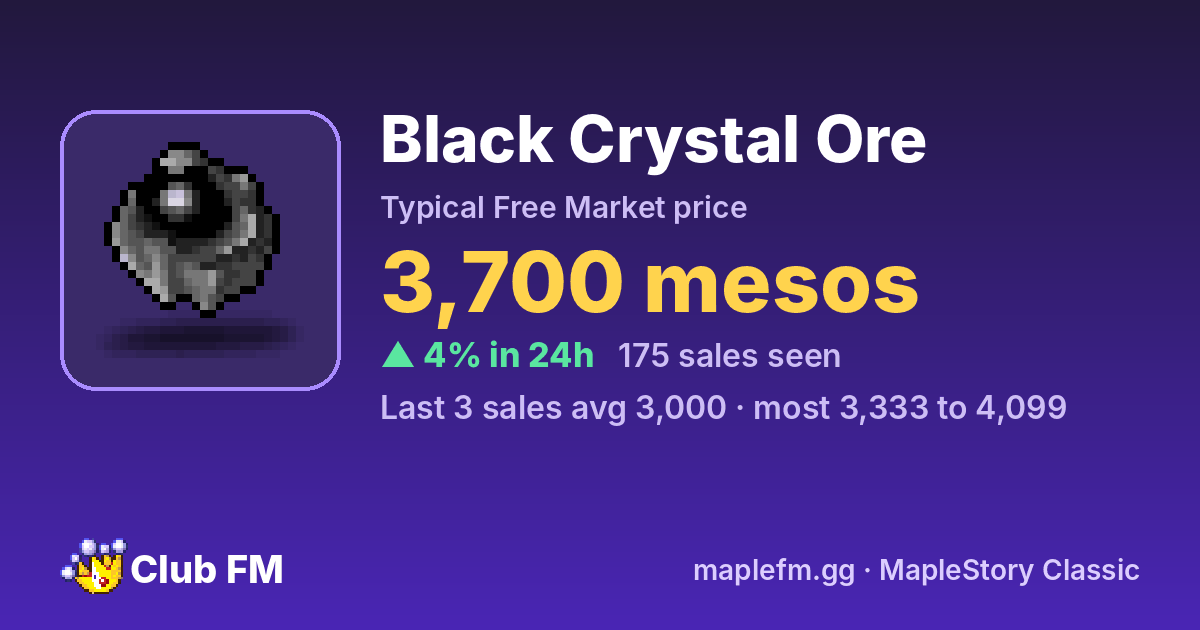 Black Crystal Ore
Typical Free Market price
3,700 mesos
▲ 4% in 24h 175 sales seen
Last 3 sales avg 3,000 · most 3,333 to 4,099
Club FM
maplefm.gg · MapleStory Classic